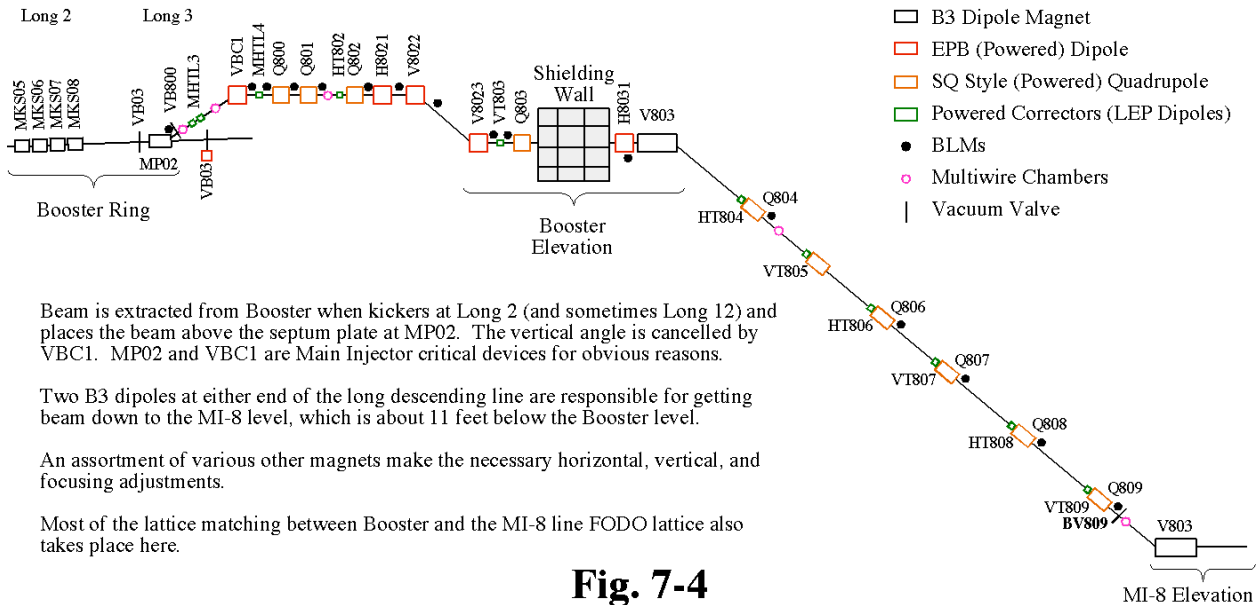 Long 2
Long 3
MKS05
MKS06
MKS07
MKS08
VB03
VB800
MHTL3
VBC1
MHTL4
Q800
Q801
HT802
Q802
H8021
V8022
MP02
VB03
Booster Ring
V8023
VT803
Q803
Shielding
Wall
H8031
V803
Booster
Elevation
B3 Dipole Magnet
EPB (Powered) Dipole
SQ Style (Powered) Quadrupole
Powered Correctors (LEP Dipoles)
BLMs
Multiwire Chambers
Vacuum Valve
Q804
HT804
VT805
Q806
HT806
Q807
VT807
Q808
HT808
Q809
VT809
BV809
V803
MI-8 Elevation
Beam is extracted from Booster when kickers at Long 2 (and sometimes Long 12) and
places the beam above the septum plate at MP02. The vertical angle is cancelled by
VBC1. MP02 and VBC1 are Main Injector critical devices for obvious reasons.
Two B3 dipoles at either end of the long descending line are responsible for getting
beam down to the MI-8 level, which is about 11 feet below the Booster level.
An assortment of various other magnets make the necessary horizontal, vertical, and
focusing adjustments.
Most of the lattice matching between Booster and the MI-8 line FODO lattice also
takes place here.
Fig. 7-4